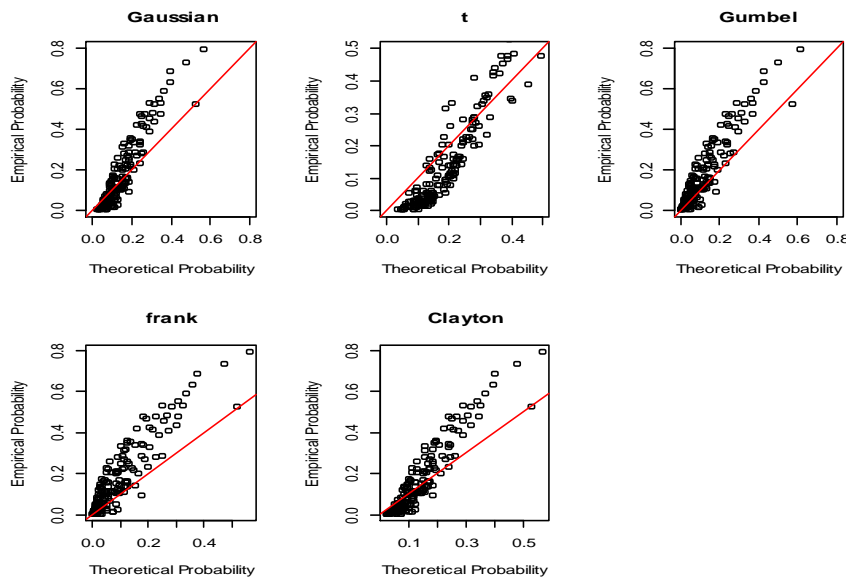 Gaussian
t
Gumbel
Empirical Probability
0.0 0.2 0.4 0.6 0.8
Empirical Probability
0.0 0.1 0.2 0.3 0.4 0.5
Empirical Probability
0.0 0.2 0.4 0.6 0.8
0.0 0.2 0.4 0.6 0.8
0.0 0.2 0.4
0.0 0.2 0.4 0.6 0.8
Theoretical Probability
Theoretical Probability
Theoretical Probability
frank
Clayton
Empirical Probability
0.0 0.2 0.4 0.6 0.8
Empirical Probability
0.0 0.2 0.4 0.6 0.8
0.0 0.2 0.4
0.1 0.3 0.5
Theoretical Probability
Theoretical Probability